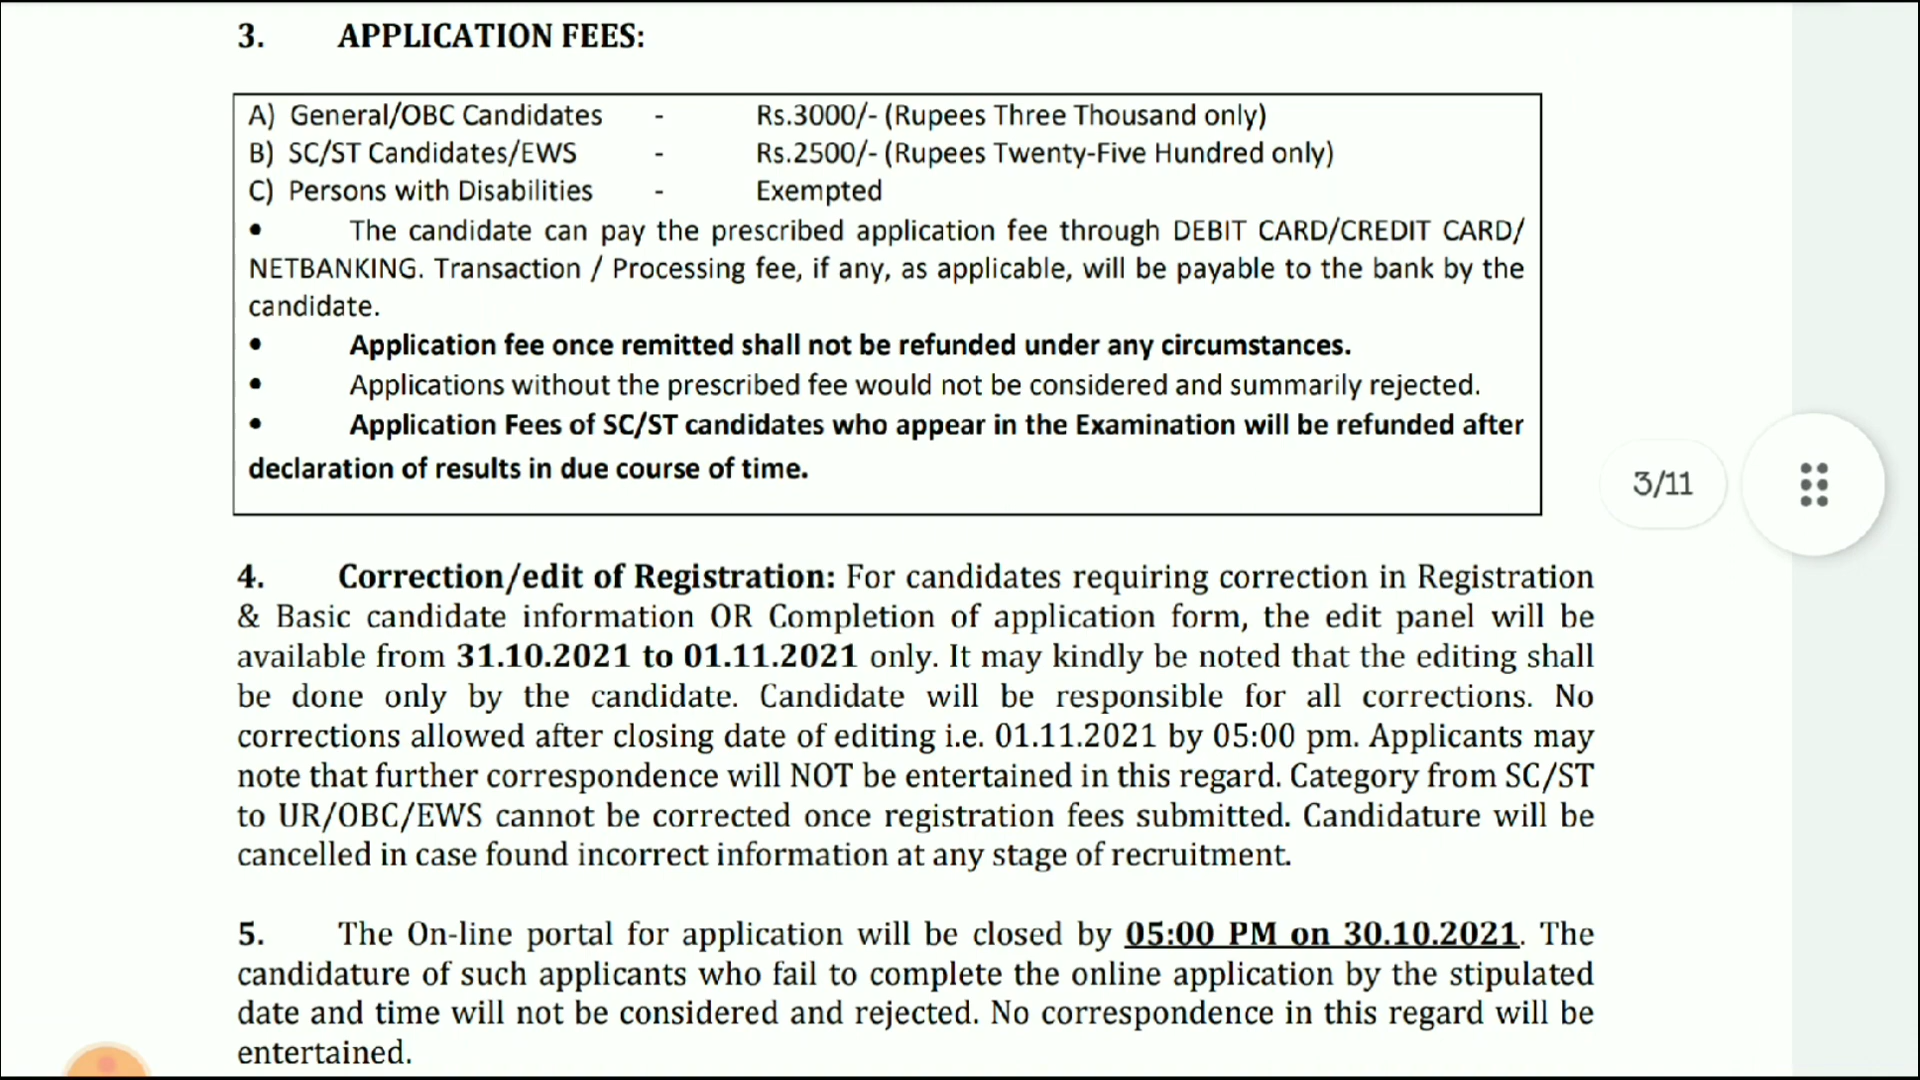 3. APPLICATION FEES:
A) General/OBC Candidates - Rs.3000/- (Rupees Three Thousand only)
B) SC/ST Candidates/EWS - Rs.2500/- (Rupees Twenty-Five Hundred only)
C) Persons with Disabilities - Exempted
• The candidate can pay the prescribed application fee through DEBIT CARD/CREDIT CARD/
NETBANKING. Transaction / Processing fee, if any, as applicable, will be payable to the bank by the
candidate.
• Application fee once remitted shall not be refunded under any circumstances.
• Applications without the prescribed fee would not be considered and summarily rejected.
• Application Fees of SC/ST candidates who appear in the Examination will be refunded after
declaration of results in due course of time.
3/11
4. Correction/edit of Registration: For candidates requiring correction in Registration
& Basic candidate information OR Completion of application form, the edit panel will be
available from 31.10.2021 to 01.11.2021 only. It may kindly be noted that the editing shall
be done only by the candidate. Candidate will be responsible for all corrections. No
corrections allowed after closing date of editing i.e. 01.11.2021 by 05:00 pm. Applicants may
note that further correspondence will NOT be entertained in this regard. Category from SC/ST
to UR/OBC/EWS cannot be corrected once registration fees submitted. Candidature will be
cancelled in case found incorrect information at any stage of recruitment.
5. The On-line portal for application will be closed by 05:00 PM on 30.10.2021. The
candidature of such applicants who fail to complete the online application by the stipulated
date and time will not be considered and rejected. No correspondence in this regard will be
entertained.